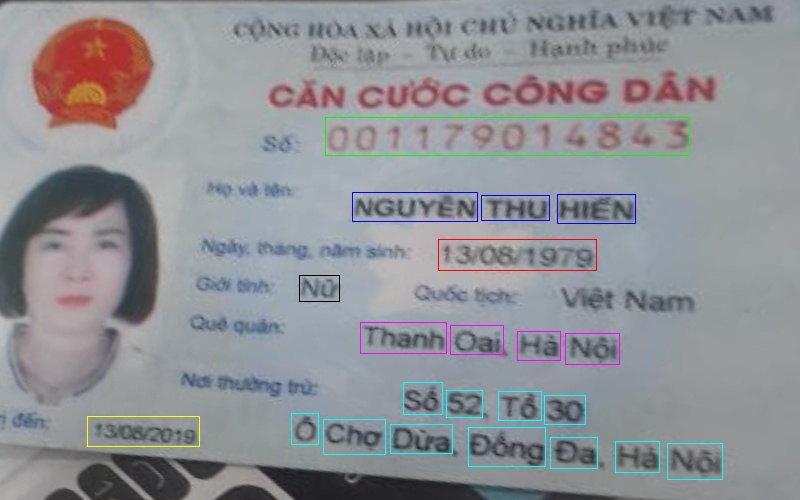 CỘNG HÒA XÃ HỘI CHỦ NGHĨA VIỆT NAM
Độc lập - Tự do - Hạnh phúc
CĂN CƯỚC CÔNG DÂN
Số: 001179014843
Họ và tên:
NGUYỄN THU HIỀN
Ngày, tháng, năm sinh: 13/08/1979
Giới tính: Nữ Quốc tịch: Việt Nam
Quê quán: Thanh Oai, Hà Nội
Nơi thường trú: Số 52, Tổ 30
Ô Chợ Dừa, Đống Đa, Hà Nội
ị đến: 13/08/2019